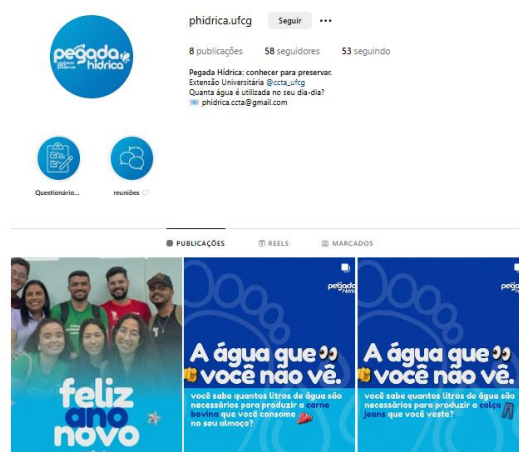 pegada
hídrica
conhecer para
preservar
phidrica.ufcg
Seguir
8 publicações 58 seguidores 53 seguindo
Pegada Hídrica: conhecer para preservar.
Extensão Universitária @ccta_ufcg
Quanta água é utilizada no seu dia-dia?
📧 phidrica.ccta@gmail.com
Questionário...
reuniões 💭
PUBLICAÇÕES REELS MARCADOS
feliz
ano
novo
pegada
A água que 👀
👉 você não vê.
você sabe quantos litros de água são
necessários para produzir a carne
bovina que você consome
no seu almoço?
A água que 👀
👉 você não vê.
você sabe quantos litros de água são
necessários para produzir a calça
jeans que você veste?